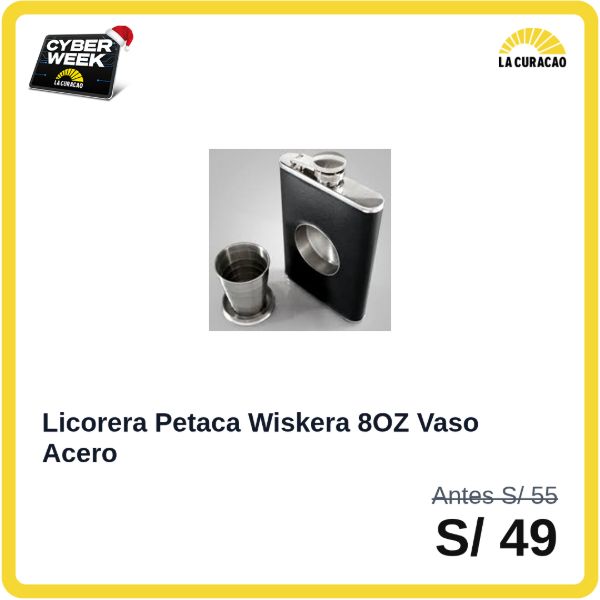 CYBER
WEEK
LA CURACAO
LA CURACAO
Licorera Petaca Wiskera 8OZ Vaso
Acero
Antes S/ 55
S/ 49